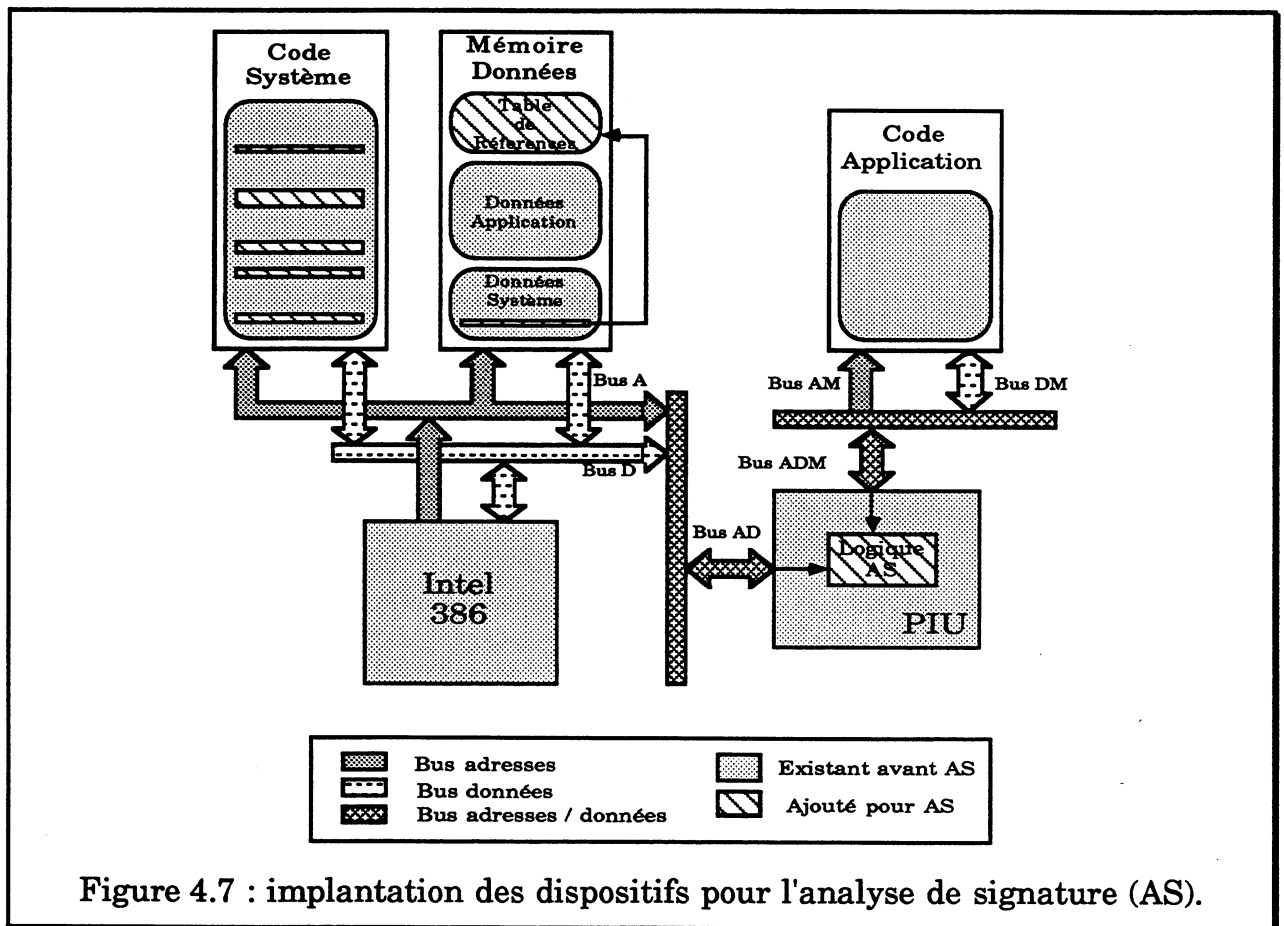 Code
Système
Mémoire
Données
Table
de
Réferences
Données
Application
Données
Système
Code
Application
Bus A
Bus D
Bus AM
Bus DM
Bus ADM
Bus AD
Intel
386
Logique
AS
PIU
Bus adresses
Bus données
Bus adresses / données
Existant avant AS
Ajouté pour AS
Figure 4.7 : implantation des dispositifs pour l'analyse de signature (AS).